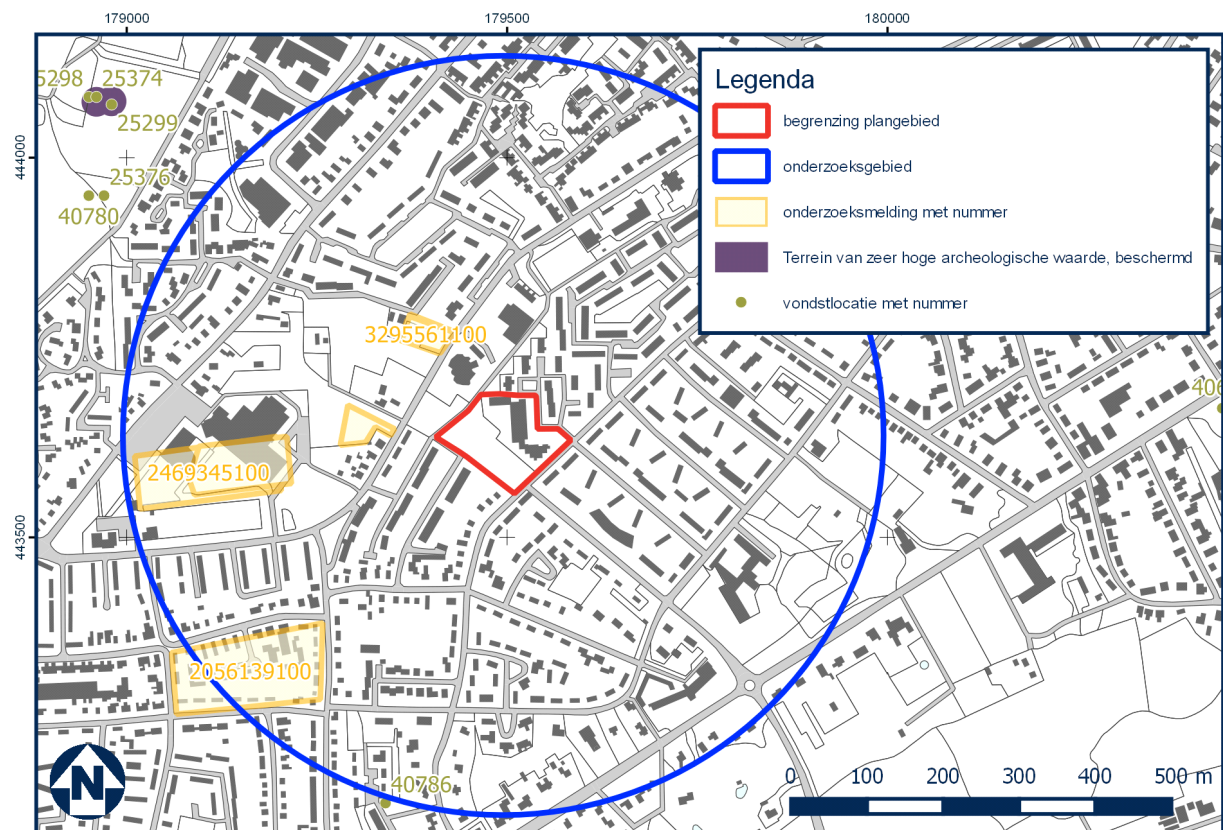 179000
179500
180000
444000
443500
5298
25374
25299
25376
40780
3295561100
2469345100
2056139100
40786
406
Legenda
begrenzing plangebied
onderzoeksgebied
onderzoeksmelding met nummer
Terrein van zeer hoge archeologische waarde, beschermd
vondstlocatie met nummer
N
0 100 200 300 400 500 m